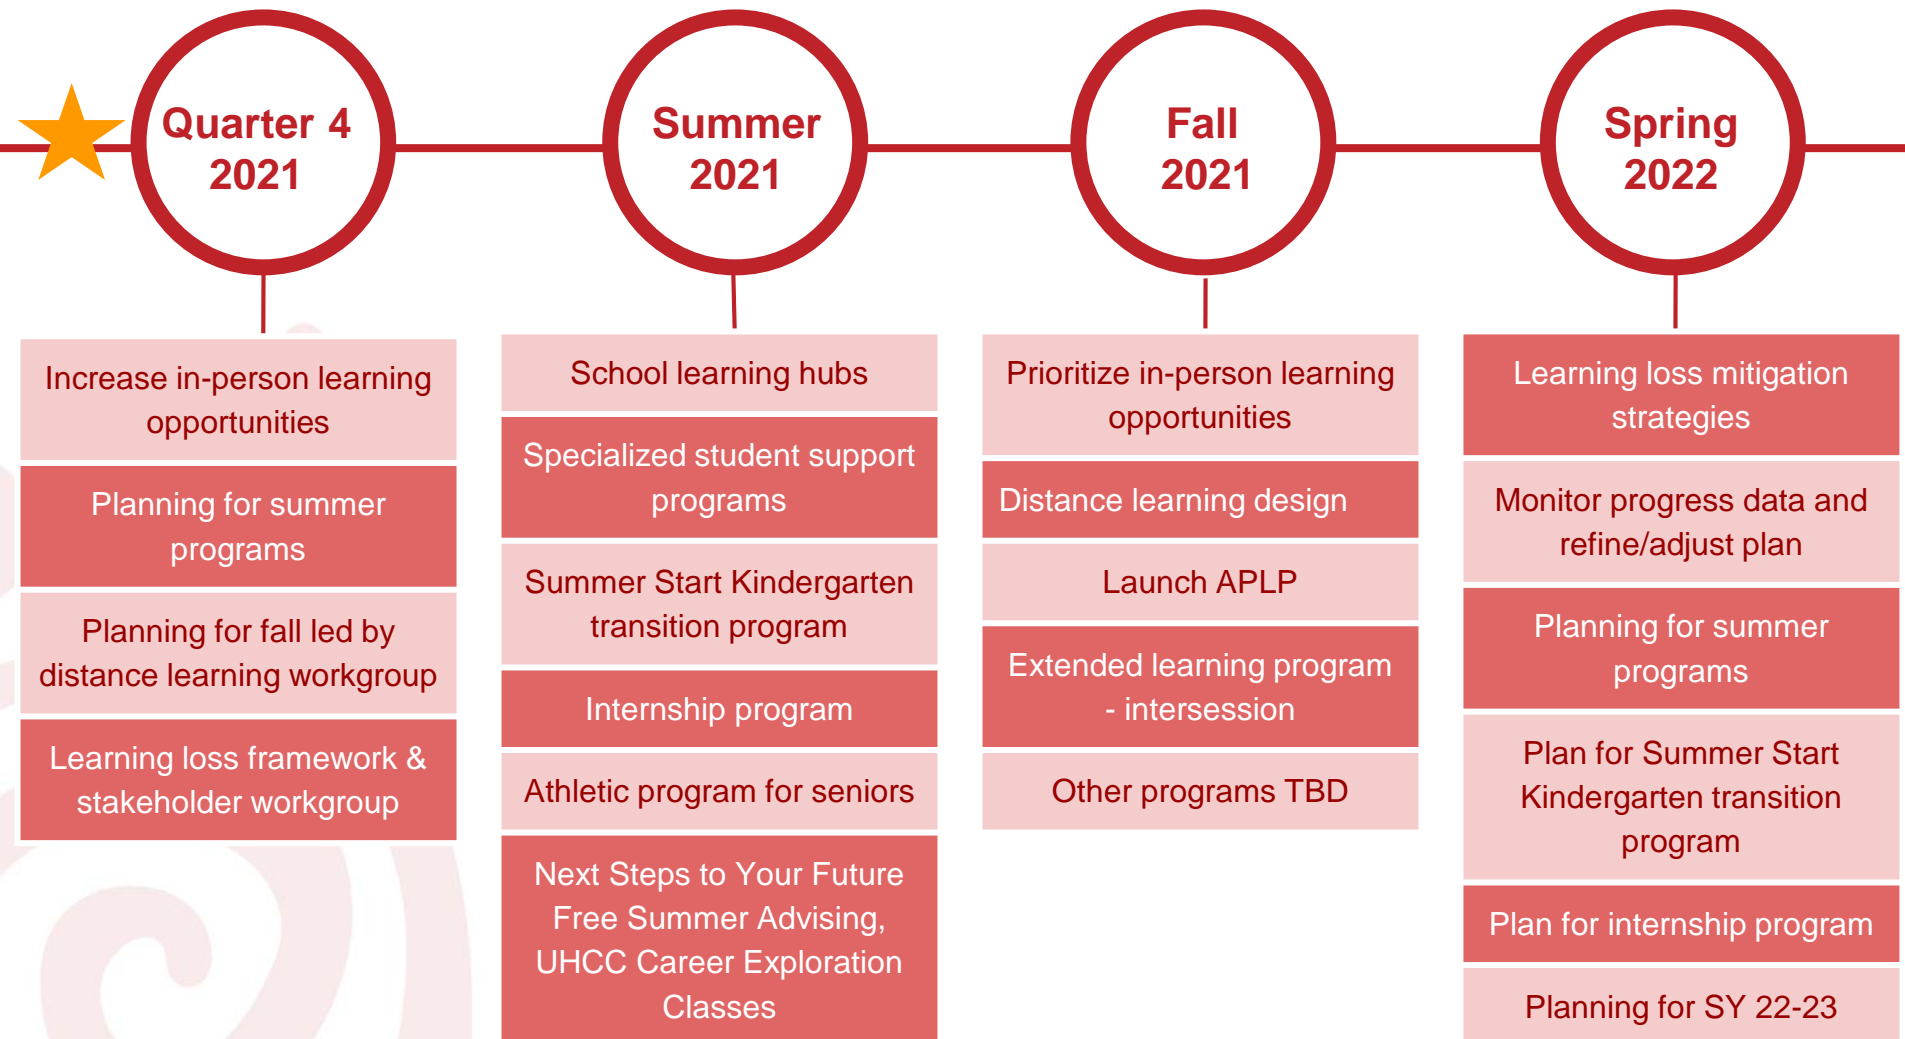 Quarter 4
2021
Summer
2021
Fall
2021
Spring
2022
Increase in-person learning
opportunities
Planning for summer
programs
Planning for fall led by
distance learning workgroup
Learning loss framework &
stakeholder workgroup
School learning hubs
Specialized student support
programs
Summer Start Kindergarten
transition program
Internship program
Athletic program for seniors
Next Steps to Your Future
Free Summer Advising,
UHCC Career Exploration
Classes
Prioritize in-person learning
opportunities
Distance learning design
Launch APLP
Extended learning program
- intersession
Other programs TBD
Learning loss mitigation
strategies
Monitor progress data and
refine/adjust plan
Planning for summer
programs
Plan for Summer Start
Kindergarten transition
program
Plan for internship program
Planning for SY 22-23